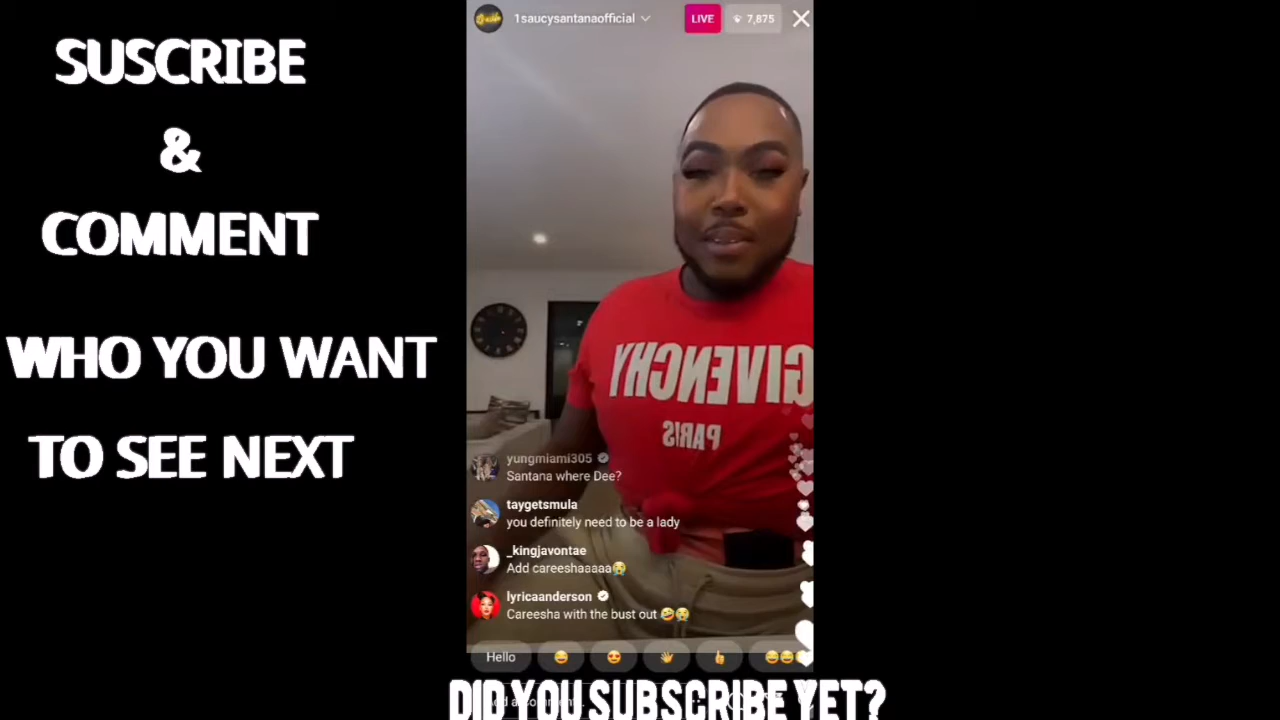 SUSCRIBE
&
COMMENT
WHO YOU WANT
TO SEE NEXT
1saucysantanaofficial
LIVE
7,875
GIVENCHY
PARIS
yungmiami305
Santana where Dee?
taygetsmula
you definitely need to be a lady
_kingjavontae
Add careeshaaaaa😭
lyricaanderson
Careesha with the bust out 🤣😭
Hello 😂 😍 👋 👍 😂😂
DID YOU SUBSCRIBE YET?